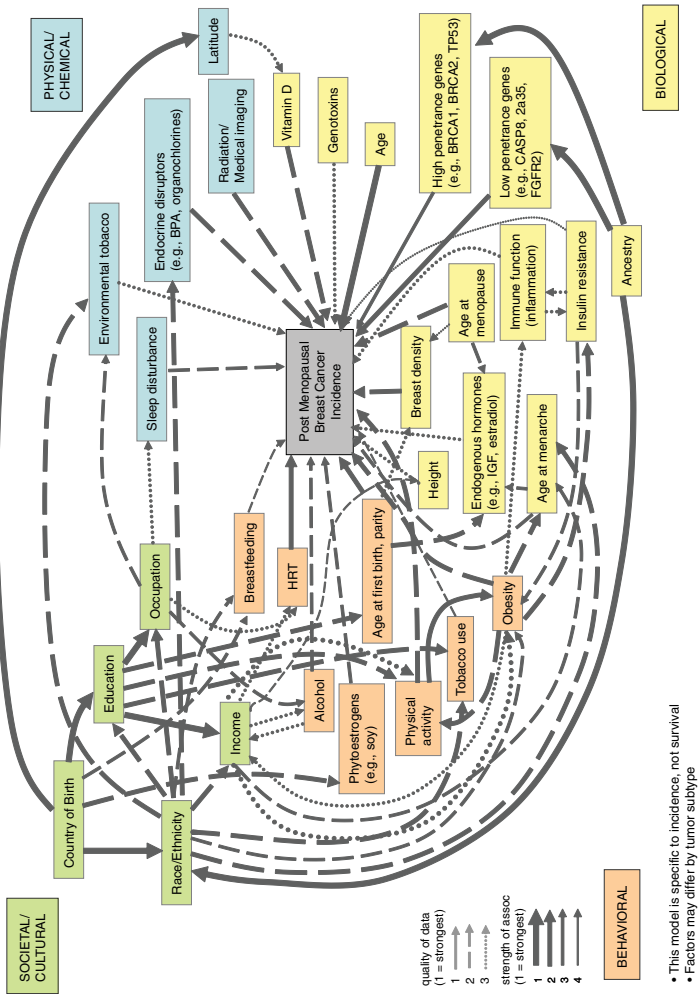 SOCIETAL/
CULTURAL
PHYSICAL/
CHEMICAL
BEHAVIORAL
BIOLOGICAL
Country of Birth
Race/Ethnicity
Education
Income
Occupation
Sleep disturbance
Environmental tobacco
Endocrine disruptors
(e.g., BPA, organochlorines)
Radiation/
Medical imaging
Latitude
Vitamin D
Genotoxins
Age
High penetrance genes
(e.g., BRCA1, BRCA2, TP53)
Low penetrance genes
(e.g., CASP8, 2a35,
FGFR2)
Ancestry
Post Menopausal
Breast Cancer
Incidence
Breastfeeding
HRT
Alcohol
Phytoestrogens
(e.g., soy)
Age at first birth, parity
Physical
activity
Tobacco use
Obesity
Height
Breast density
Age at
menopause
Endogenous hormones
(e.g., IGF, estradiol)
Age at menarche
Immune function
(inflammation)
Insulin resistance
quality of data
(1 = strongest)
1
2
3
strength of assoc
(1 = strongest)
1
2
3
4
• This model is specific to incidence, not survival
• Factors may differ by tumor subtype